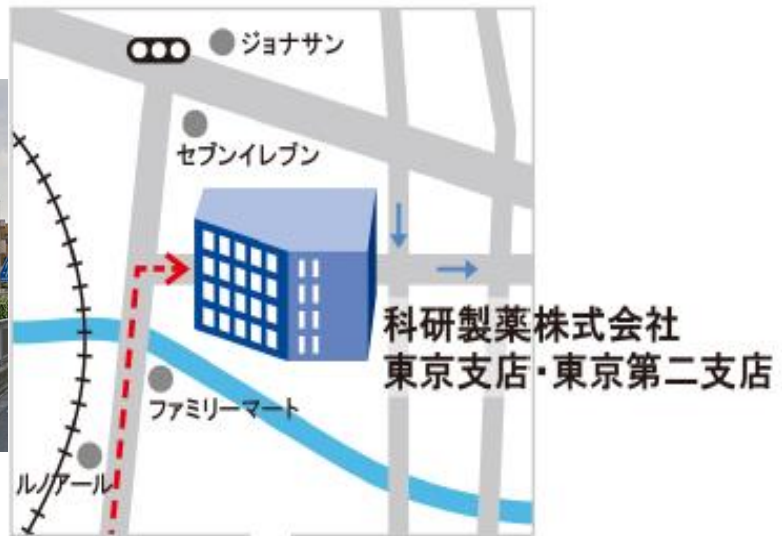 ジョナサン
セブンイレブン
科研製薬株式会社
東京支店・東京第二支店
ファミリーマート
ルノアール